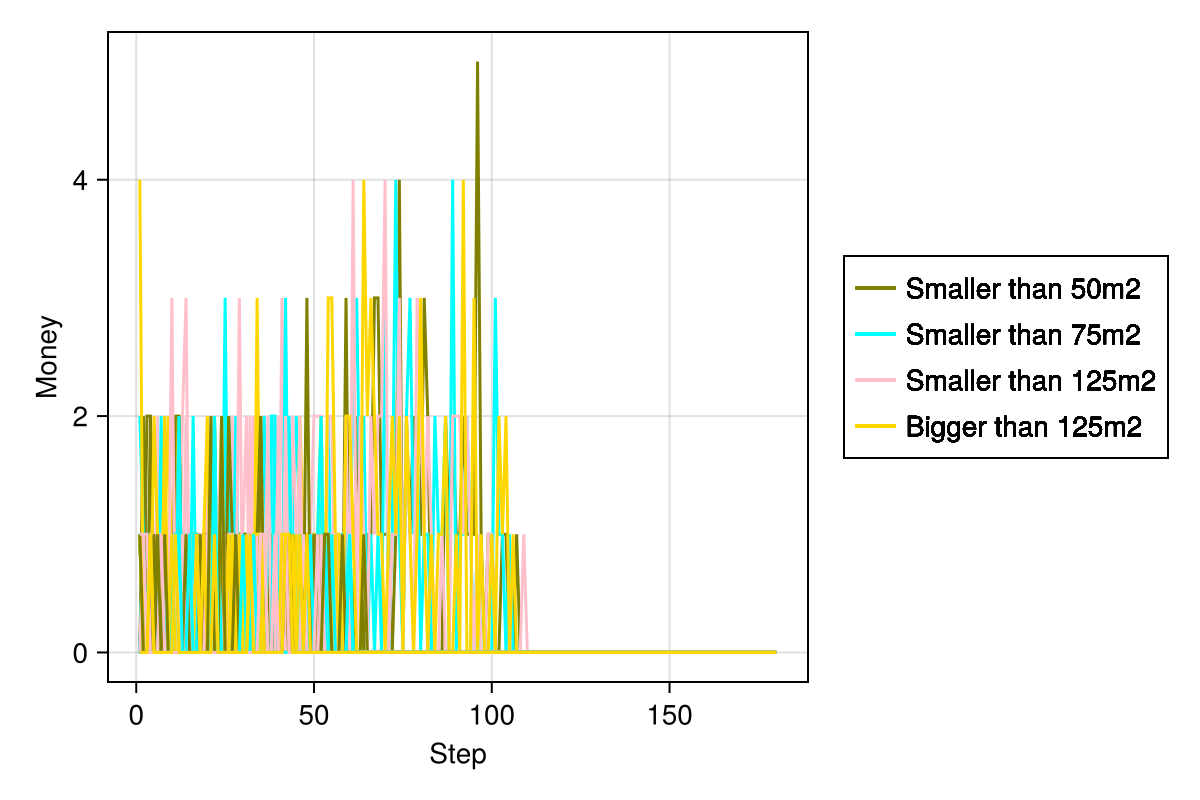 4
2
0
Money
0 50 100 150
Step
Smaller than 50m2
Smaller than 75m2
Smaller than 125m2
Bigger than 125m2